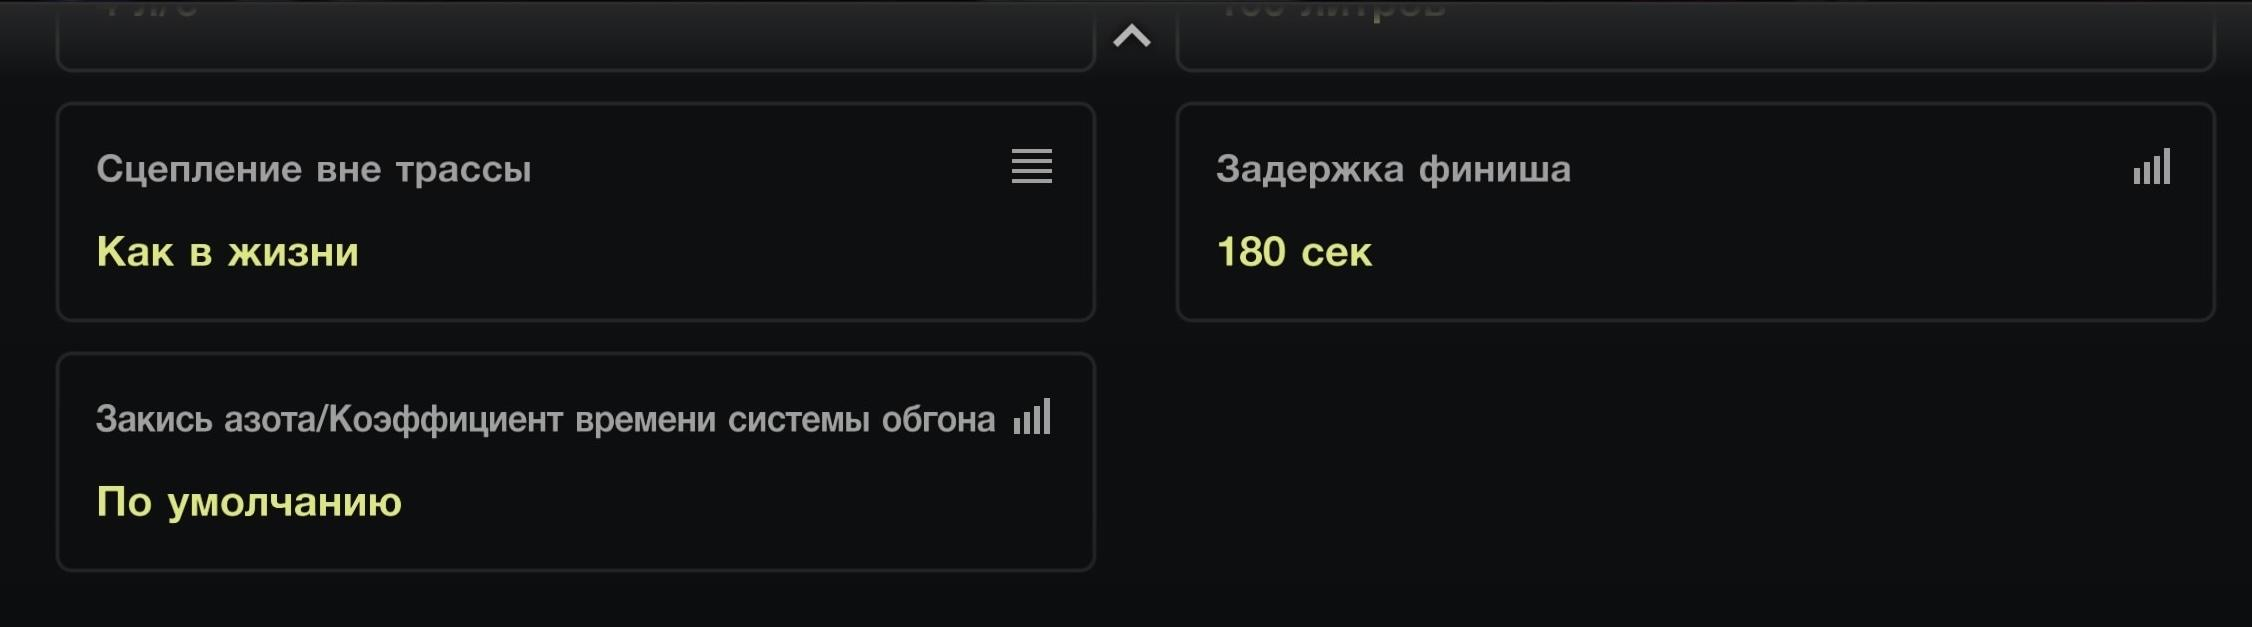 Сцепление вне трассы
Как в жизни
Задержка финиша
180 сек
Закись азота/Коэффициент времени системы обгона
По умолчанию